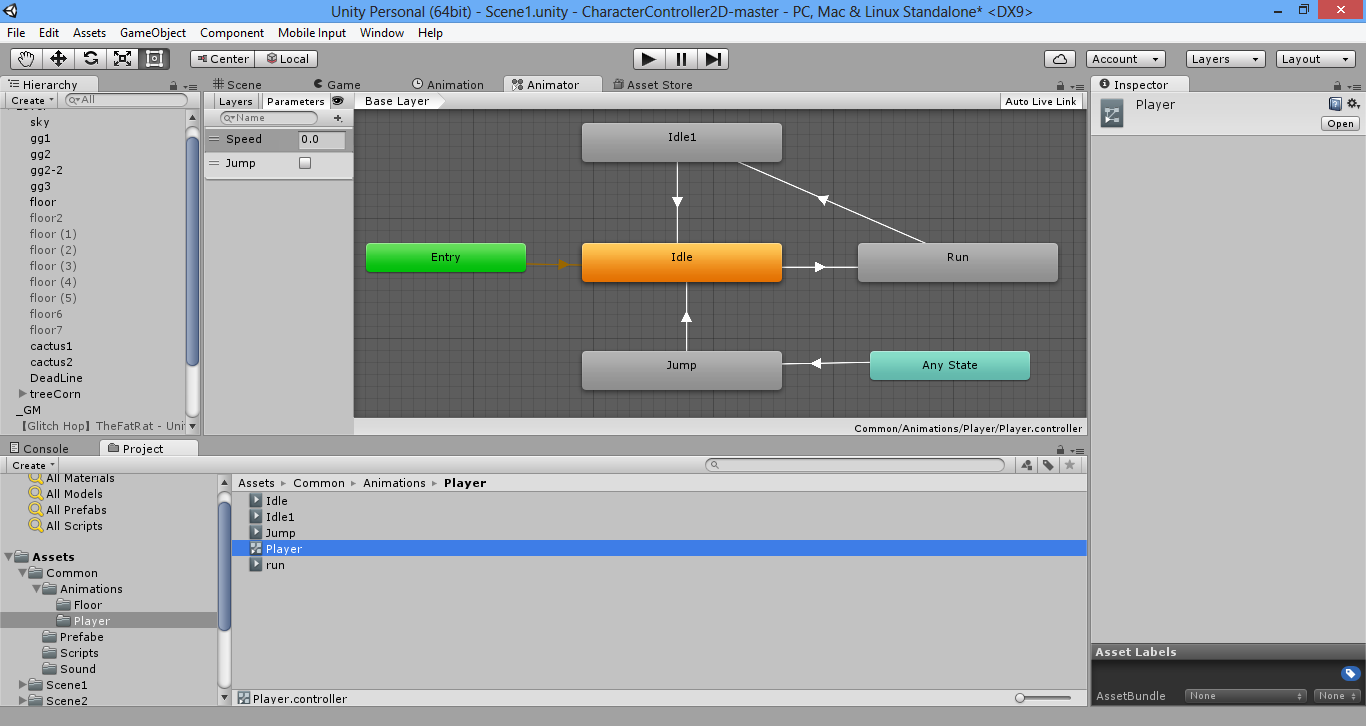 Unity Personal (64bit) - Scene1.unity - CharacterController2D-master - PC, Mac & Linux Standalone* <DX9>
File Edit Assets GameObject Component Mobile Input Window Help
Center Local Account Layers Layout
Hierarchy
Create All
sky
gg1
gg2
gg2-2
gg3
floor
floor2
floor (1)
floor (2)
floor (3)
floor (4)
floor (5)
floor6
floor7
cactus1
cactus2
DeadLine
treeCorn
_GM
【Glitch Hop】TheFatRat - Uni
Scene Game Animation Animator Asset Store
Layers Parameters Base Layer Auto Live Link
Name
Speed 0.0
Jump
Idle1
Entry
Idle
Run
Jump
Any State
Common/Animations/Player/Player.controller
Inspector
Player
Open
Console Project
Create
All Materials
All Models
All Prefabs
All Scripts
Assets
Common
Animations
Floor
Player
Prefabe
Scripts
Sound
Scene1
Scene2
Assets Common Animations Player
Idle
Idle1
Jump
Player
run
Player.controller
Asset Labels
AssetBundle None None